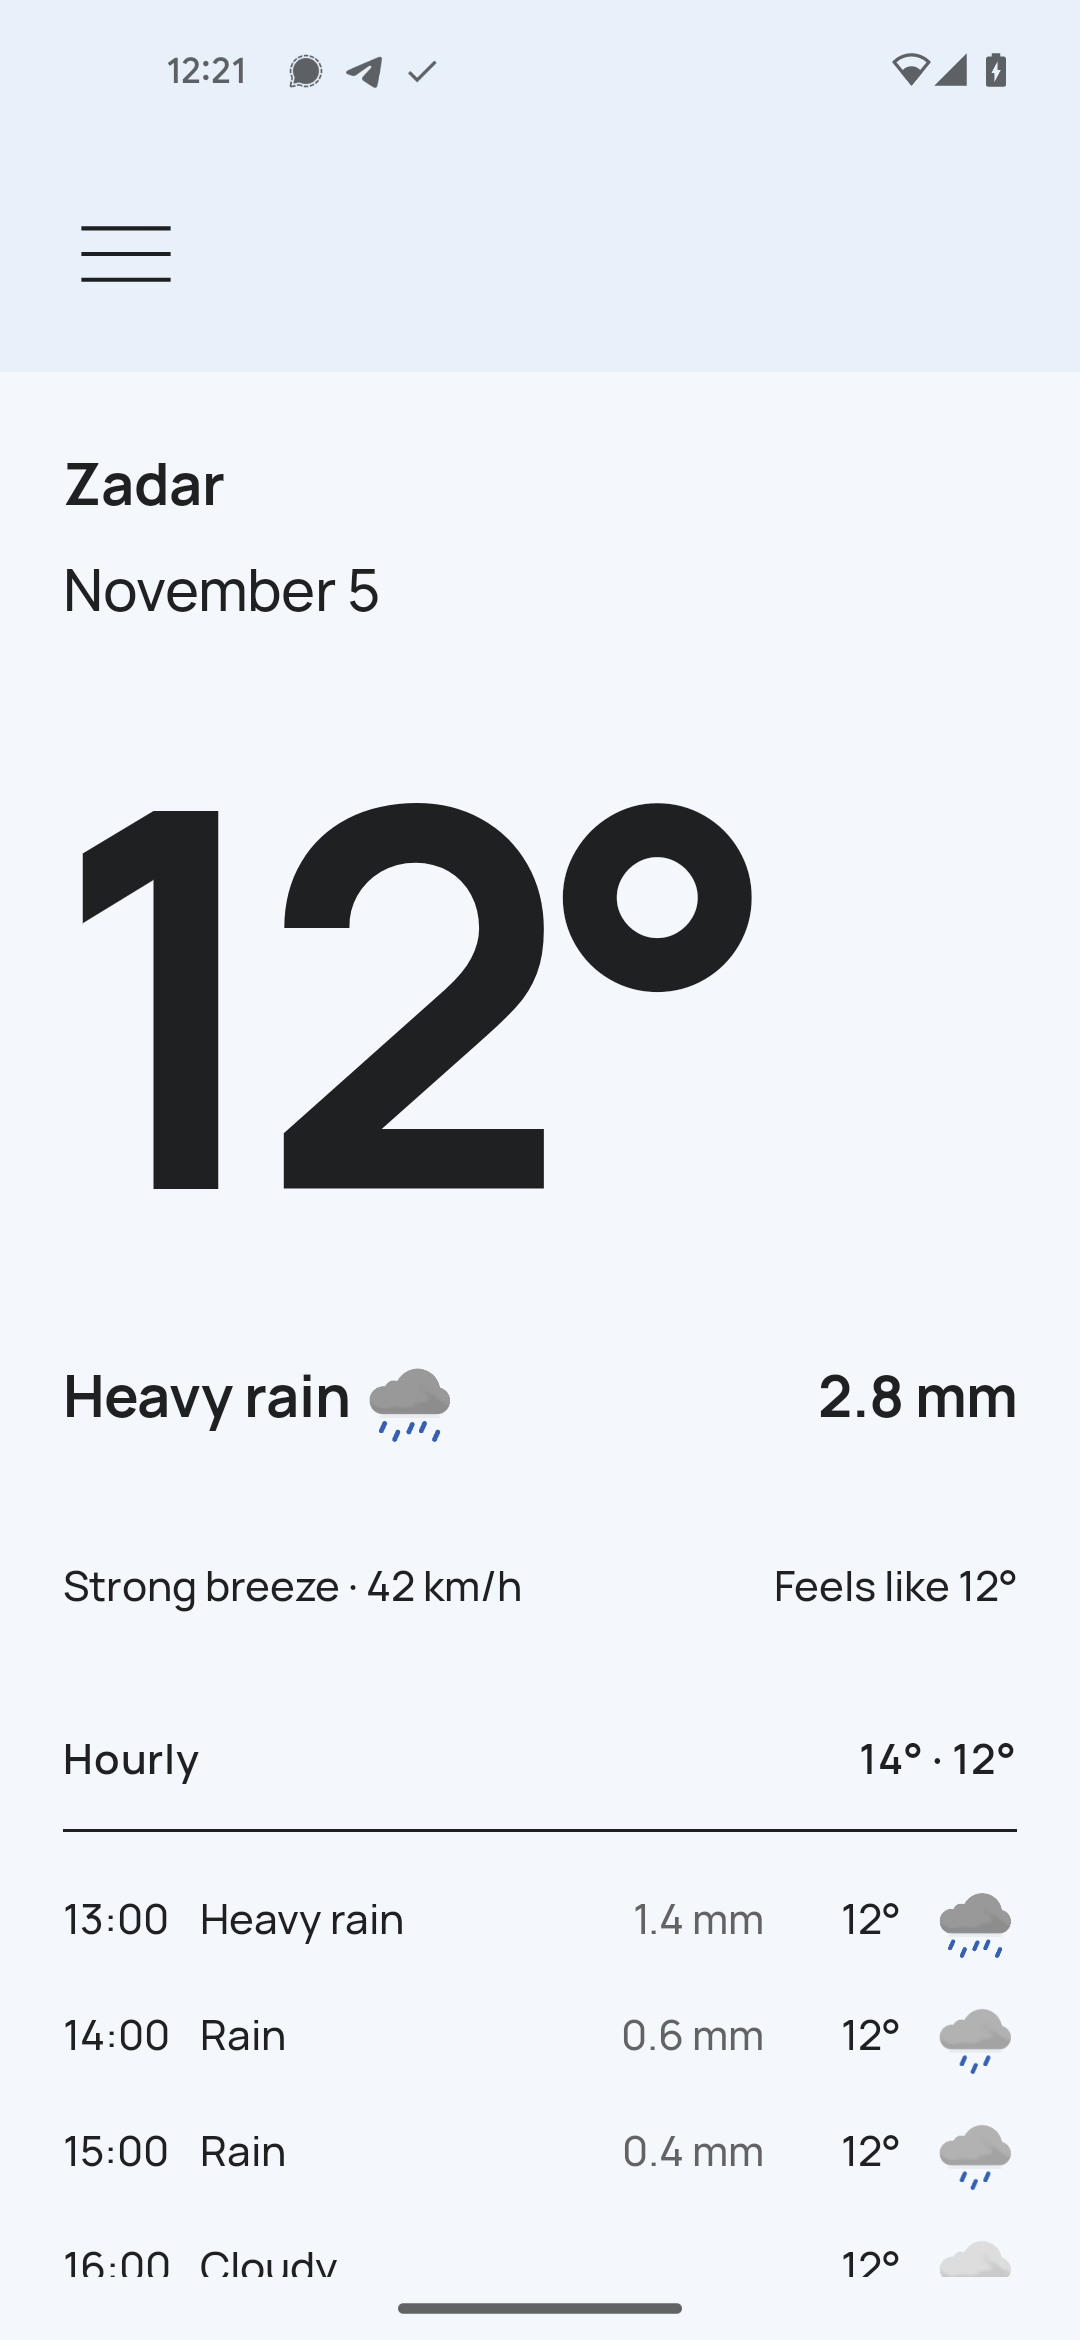 12:21
Zadar
November 5
12°
Heavy rain 2.8 mm
Strong breeze · 42 km/h Feels like 12°
Hourly 14° · 12°
13:00 Heavy rain 1.4 mm 12°
14:00 Rain 0.6 mm 12°
15:00 Rain 0.4 mm 12°
16:00 Cloudy 12°